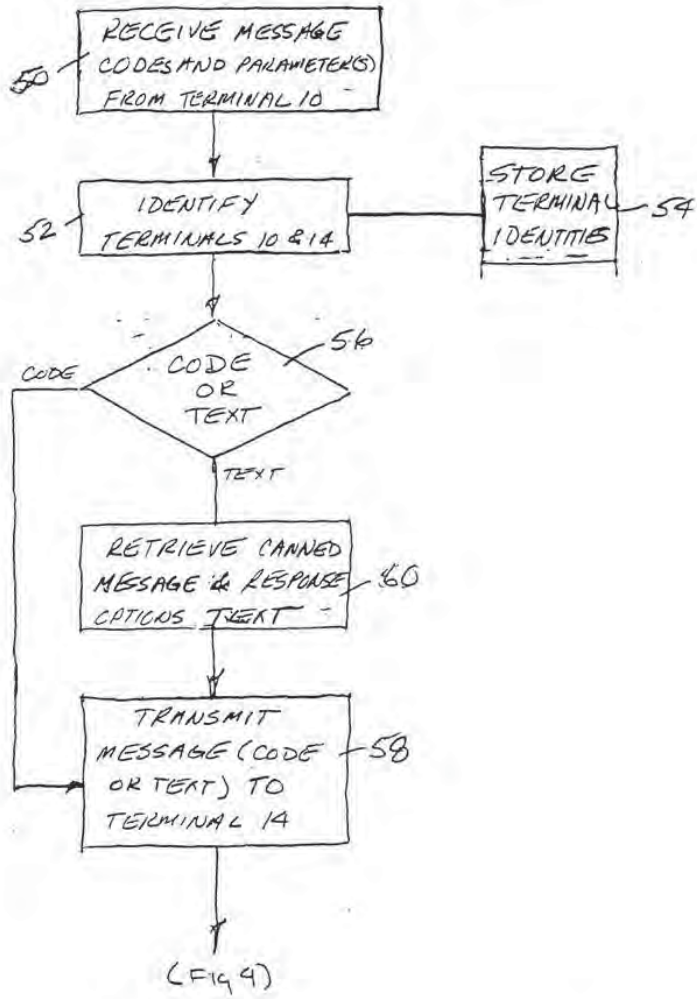 RECEIVE MESSAGE
CODES AND PARAMETER(S)
FROM TERMINAL 10
50
IDENTIFY
TERMINALS 10 & 14
52
STORE
TERMINAL
IDENTITIES
54
CODE
OR
TEXT
56
CODE
TEXT
RETRIEVE CANNED
MESSAGE & RESPONSE
OPTIONS TEXT
60
TRANSMIT
MESSAGE (CODE
OR TEXT) TO
TERMINAL 14
58
(Fig 4)